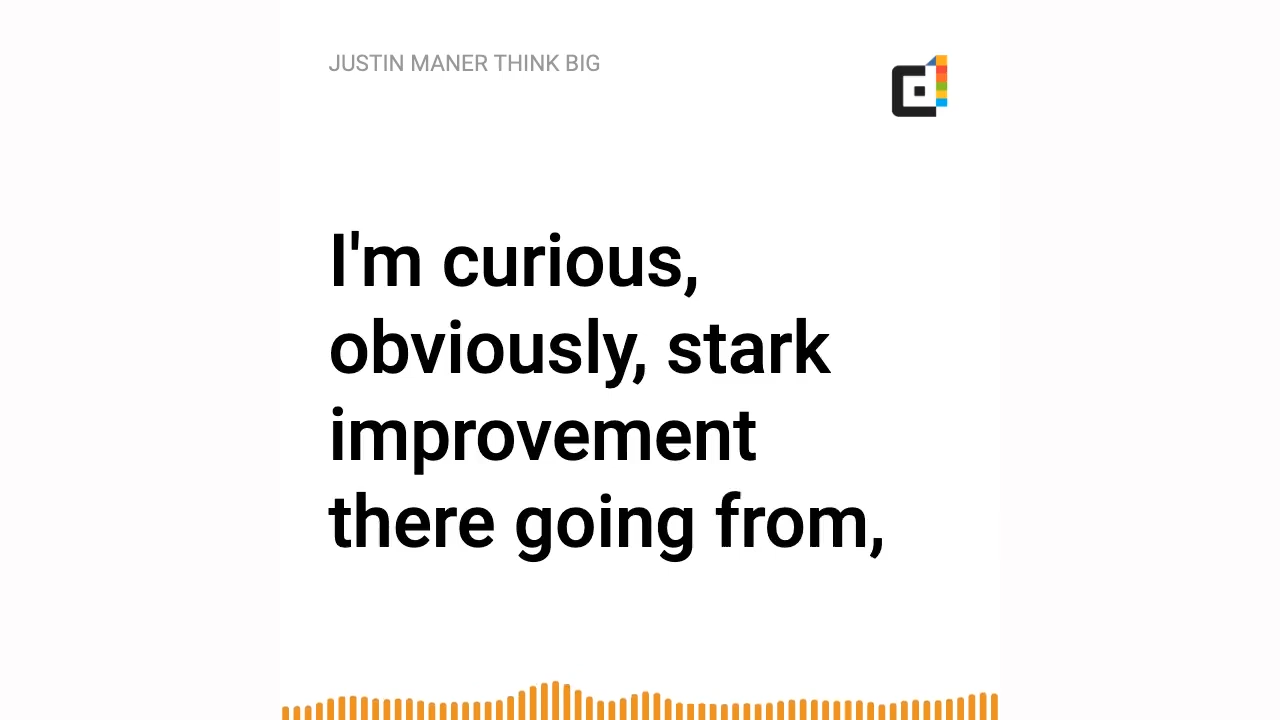 JUSTIN MANER THINK BIG
I'm curious,
obviously, stark
improvement
there going from,